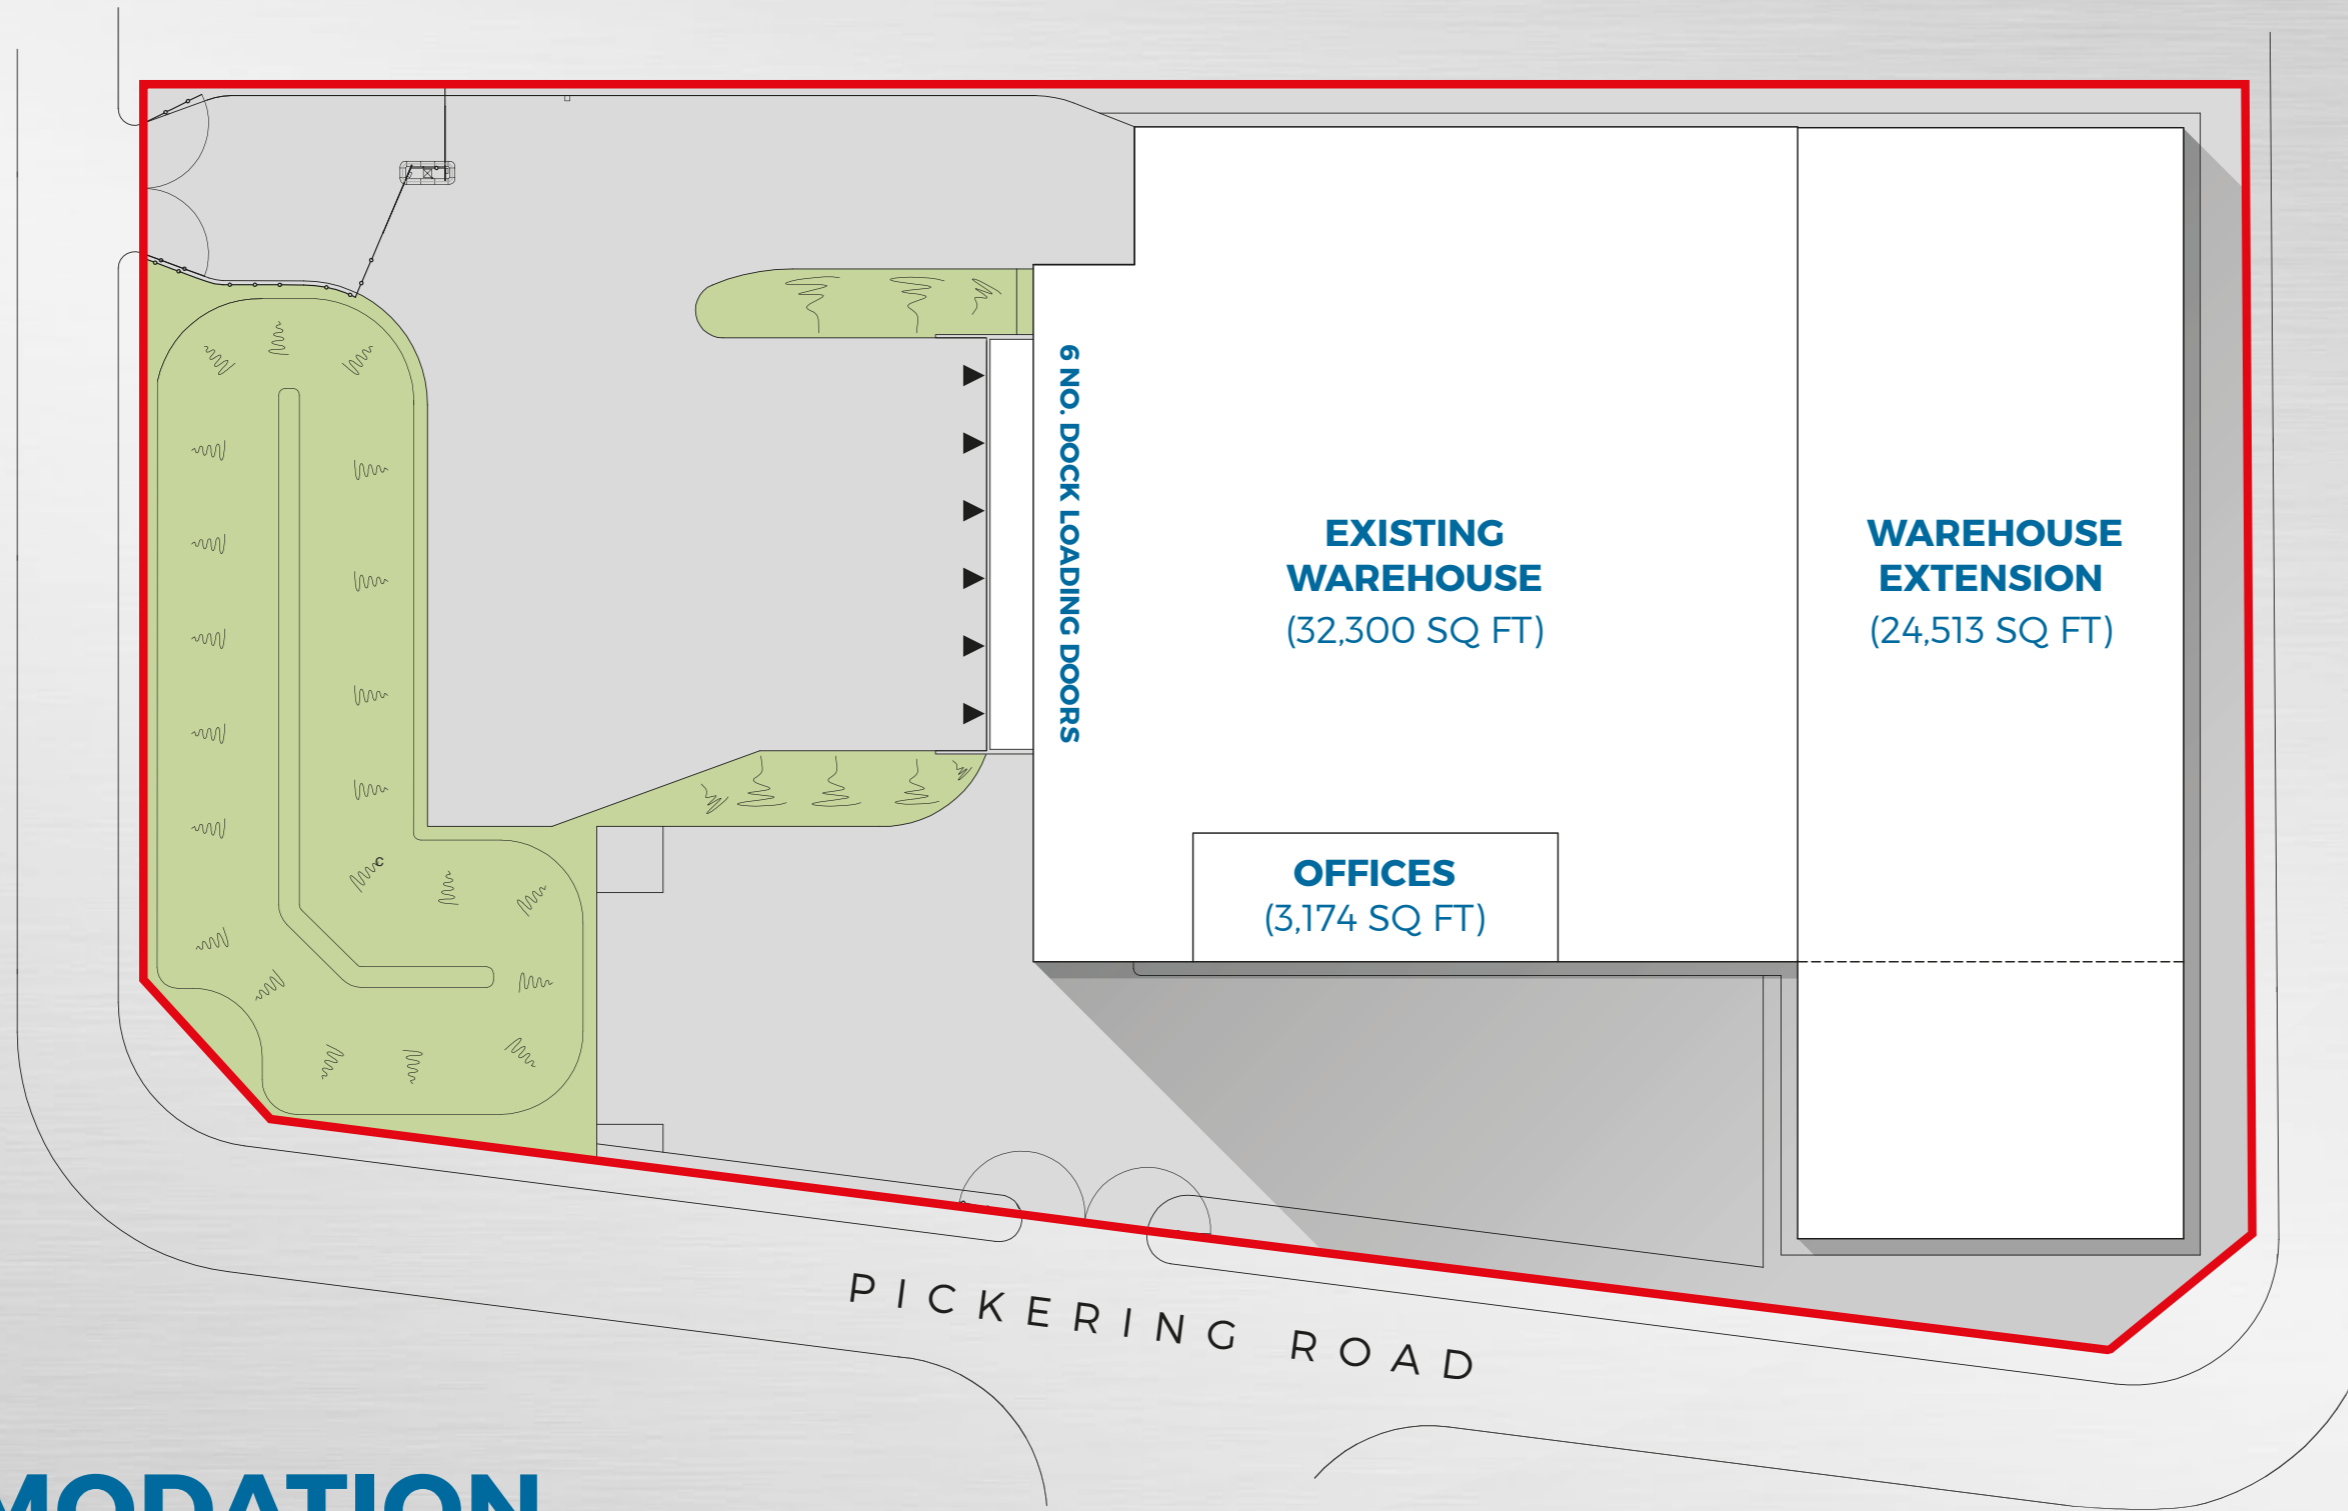 6 NO. DOCK LOADING DOORS
EXISTING
WAREHOUSE
(32,300 SQ FT)
WAREHOUSE
EXTENSION
(24,513 SQ FT)
OFFICES
(3,174 SQ FT)
C
PICKERING ROAD
MODATION